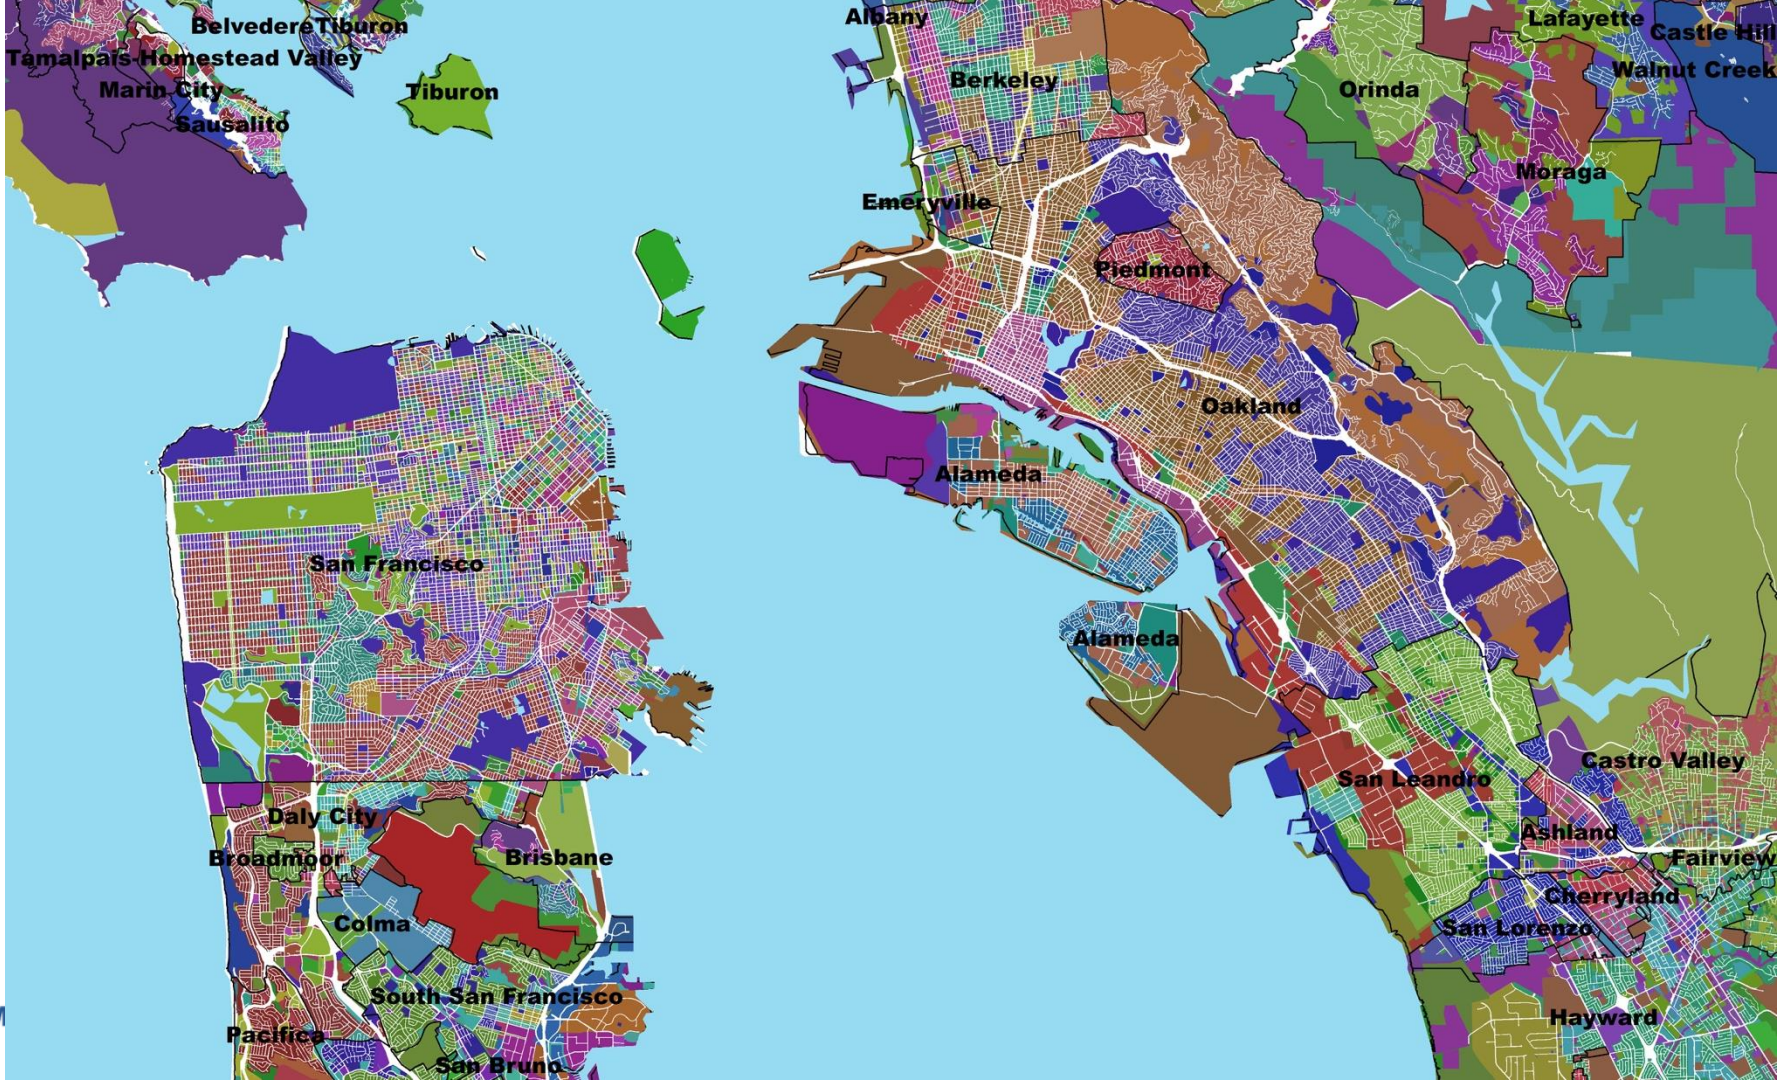 Albany
Lafayette
Belvedere Tiburon
Castle Hill
Tamalpais-Homestead Valley
Walnut Creek
Berkeley
Marin City
Tiburon
Orinda
Sausalito
Moraga
Emeryville
Piedmont
Oakland
Alameda
San Francisco
Alameda
Castro Valley
San Leandro
Daly City
Ashland
Broadmoor
Brisbane
Fairview
Cherryland
Colma
San Lorenzo
South San Francisco
Hayward
Pacifica
San Bruno